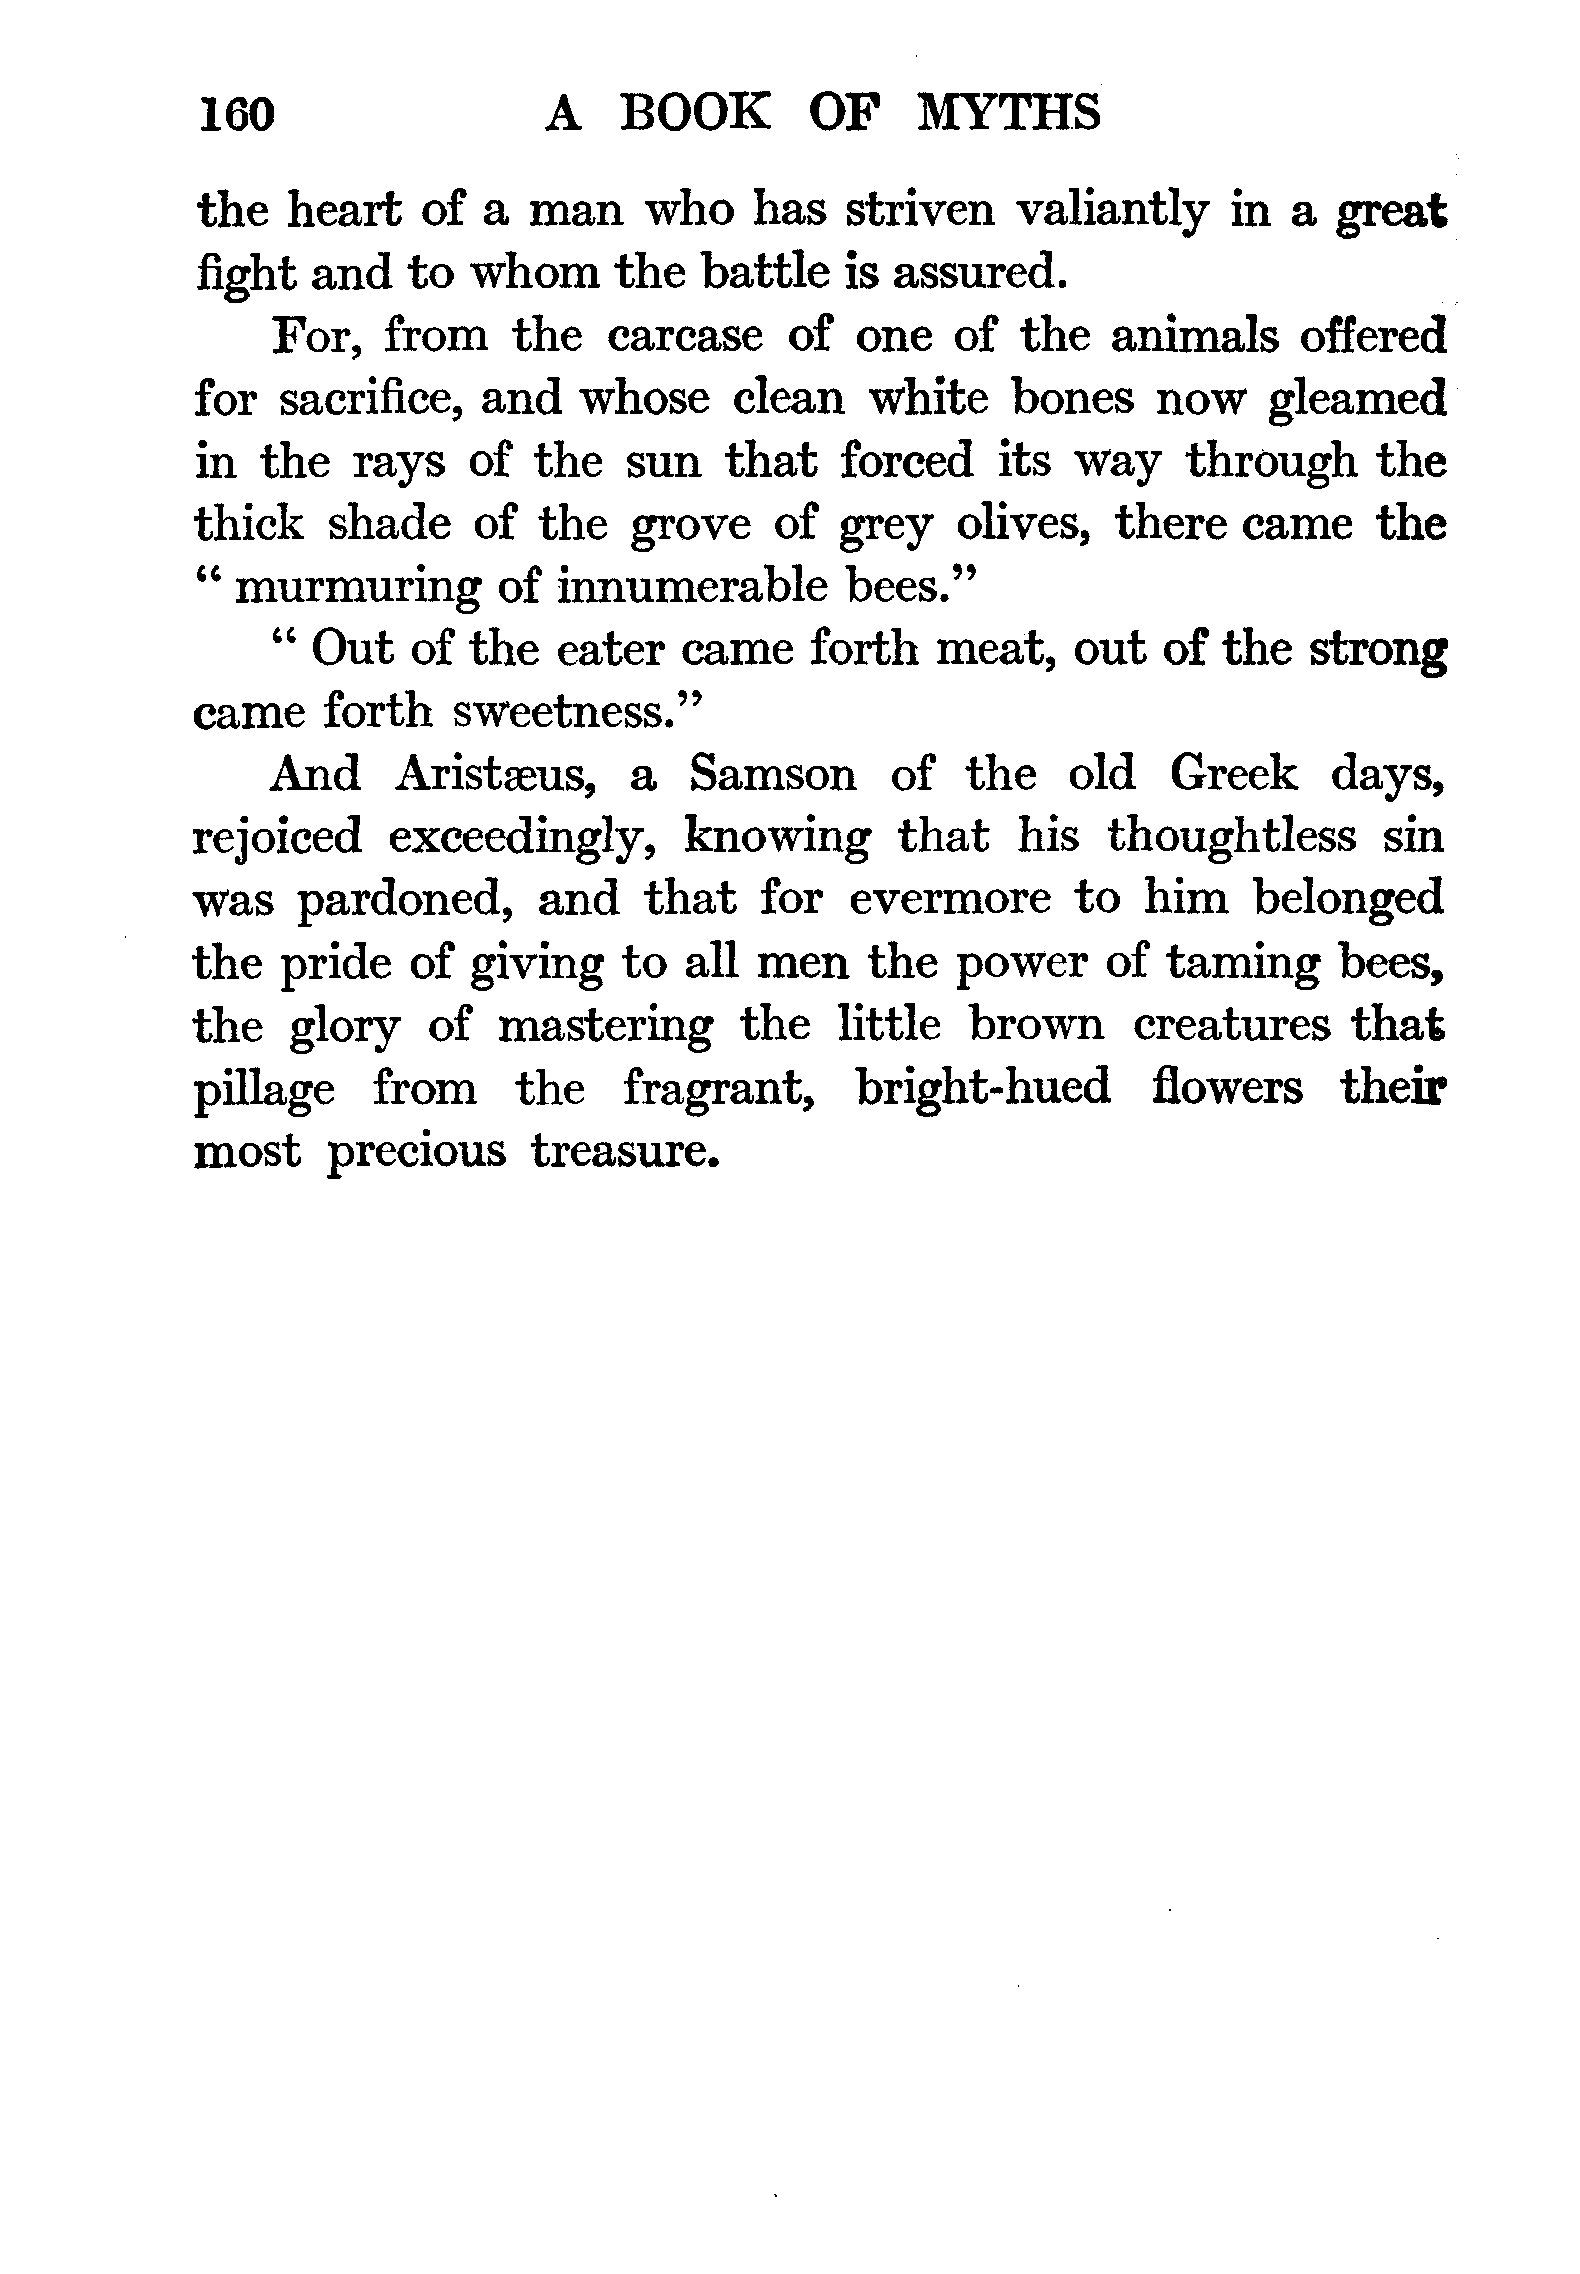 160 A BOOK OF MYTHS
the heart of a man who has striven valiantly in a great
fight and to whom the battle is assured.
For, from the carcase of one of the animals offered
for sacrifice, and whose clean white bones now gleamed
in the rays of the sun that forced its way through the
thick shade of the grove of grey olives, there came the
“ murmuring of innumerable bees.”
“ Out of the eater came forth meat, out of the strong
came forth sweetness.”
And Aristæus, a Samson of the old Greek days,
rejoiced exceedingly, knowing that his thoughtless sin
was pardoned, and that for evermore to him belonged
the pride of giving to all men the power of taming bees,
the glory of mastering the little brown creatures that
pillage from the fragrant, bright-hued flowers their
most precious treasure.